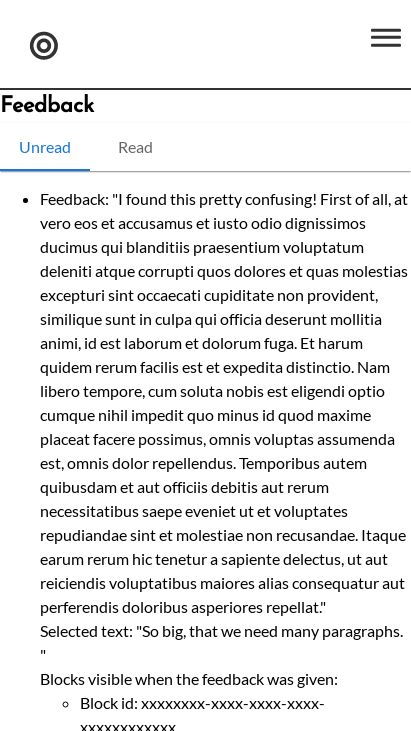 Feedback
Unread Read
Feedback: "I found this pretty confusing! First of all, at
vero eos et accusamus et iusto odio dignissimos
ducimus qui blanditiis praesentium voluptatum
deleniti atque corrupti quos dolores et quas molestias
excepturi sint occaecati cupiditate non provident,
similique sunt in culpa qui officia deserunt mollitia
animi, id est laborum et dolorum fuga. Et harum
quidem rerum facilis est et expedita distinctio. Nam
libero tempore, cum soluta nobis est eligendi optio
cumque nihil impedit quo minus id quod maxime
placeat facere possimus, omnis voluptas assumenda
est, omnis dolor repellendus. Temporibus autem
quibusdam et aut officiis debitis aut rerum
necessitatibus saepe eveniet ut et voluptates
repudiandae sint et molestiae non recusandae. Itaque
earum rerum hic tenetur a sapiente delectus, ut aut
reiciendis voluptatibus maiores alias consequatur aut
perferendis doloribus asperiores repellat."
Selected text: "So big, that we need many paragraphs.
"
Blocks visible when the feedback was given:
Block id: xxxxxxxx-xxxx-xxxx-xxxx-
xxxxxxxxxxxx